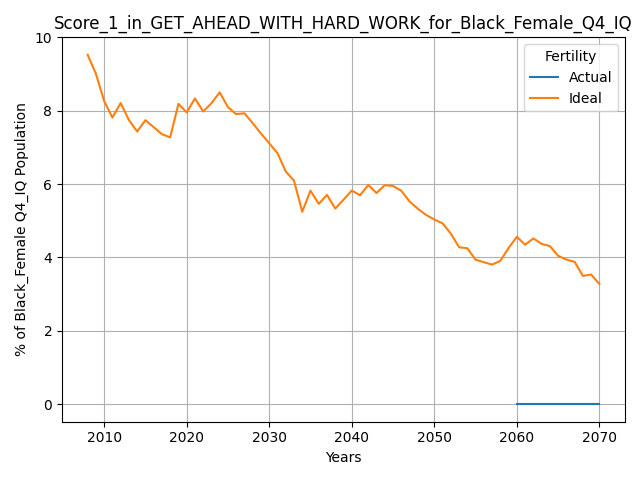 Score_1_in_GET_AHEAD_WITH_HARD_WORK_for_Black_Female_Q4_IQ
Fertility
Actual
Ideal
% of Black_Female Q4_IQ Population
10
8
6
4
2
0
2010 2020 2030 2040 2050 2060 2070
Years